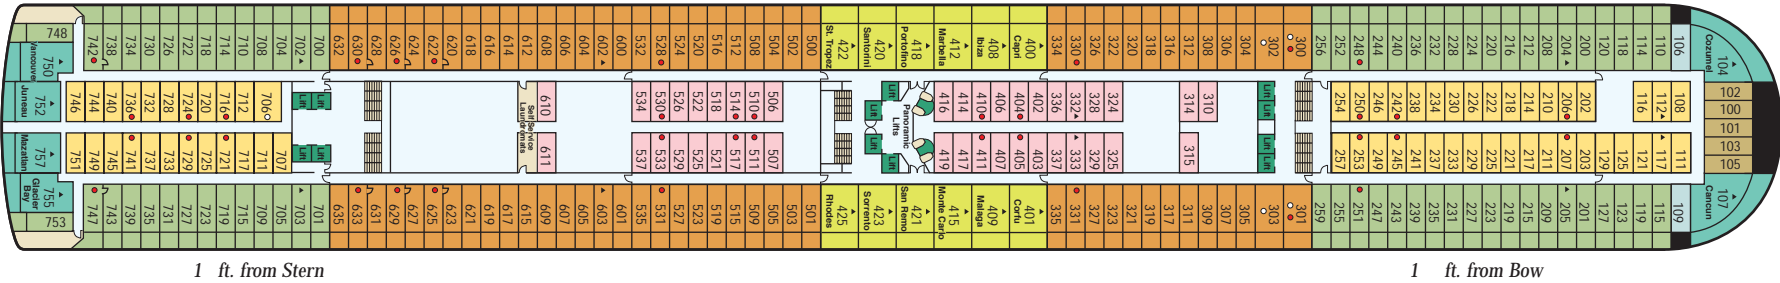 748 742 738 734 730 726 722 718 714 710 708 704 702 700 632 630 628 626 624 622 620 618 616 614 612 608 606 604 602 600 532 528 524 520 516 512 508 504 502 500 St. Tropez 422 Santorini 420 Portofino 418 Marbella 412 Ibiza 408 Capri 400 334 330 326 322 320 318 316 312 308 306 304 302 300 256 252 248 244 240 236 232 228 224 220 216 212 208 204 200 120 118 114 110 106 Cozumel 104
Vancouver 750
Juneau 752 746 744 740 736 732 728 724 720 716 712 706 Lift Lift 610 534 530 526 522 518 514 510 506 Lift Panoramic Lifts 416 414 410 406 404 402 336 332 328 324 314 310 Lift Lift 254 250 246 242 238 234 230 226 222 218 214 210 206 202 116 112 108 102
100
Self Service Launderettes
101
Mazatlan 757 751 749 745 741 737 733 729 725 721 717 711 707 Lift Lift 611 537 533 529 525 521 517 511 507 Lift Lift 419 417 411 407 405 403 337 333 329 325 315 Lift Lift 257 253 249 245 241 237 233 229 225 221 217 211 207 203 129 125 121 117 111 103
105
Glacier Bay 755
753 747 743 739 735 731 727 723 719 715 709 705 703 701 635 633 631 629 627 625 623 621 619 617 615 609 607 605 603 601 535 531 527 523 519 515 509 505 503 501 Rhodes 425 Sorrento 423 San Remo 421 Monte Carlo 415 Malaga 409 Corfu 401 335 331 327 323 321 319 317 311 309 307 305 303 301 259 255 251 247 243 239 235 231 227 223 219 215 209 205 201 127 123 119 115 109 Cancun 107
1 ft. from Stern
1 ft. from Bow